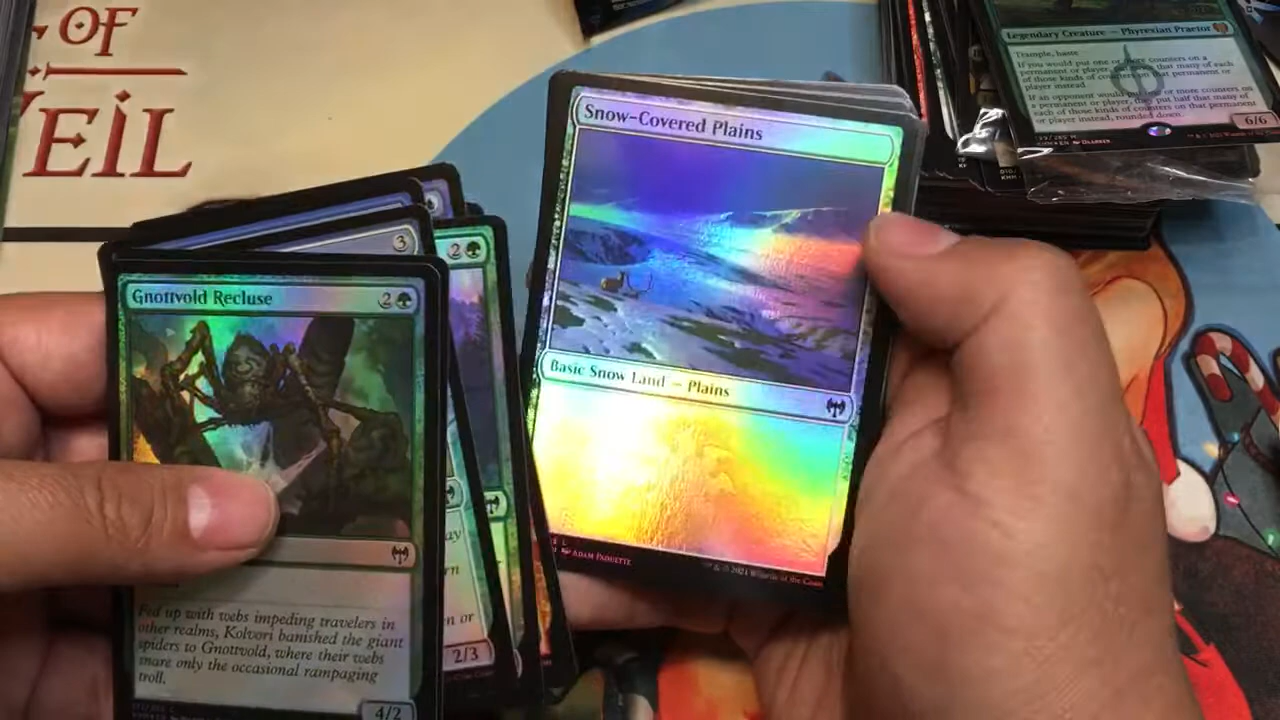 OF
VEIL
Legendary Creature — Phyrexian Praetor
Trample, haste
If you would put one or more counters on a
permanent or player, that many of each
of those kinds of counters on that permanent or
player instead
If an opponent would put or more counters on
a permanent or player, they put half that many of
each of those kinds of counters on that permanent
or player instead, rounded down.
6/6
Snow-Covered Plains
Basic Snow Land — Plains
Adam Paquette
™ & © 2021 Wizards of the Coast
3
2
Gnottvold Recluse
2
Fed up with webs impeding travelers in
other realms, Kolvori banished the giant
spiders to Gnottvold, where their webs
snare only the occasional rampaging
troll.
4/2
or
2/3